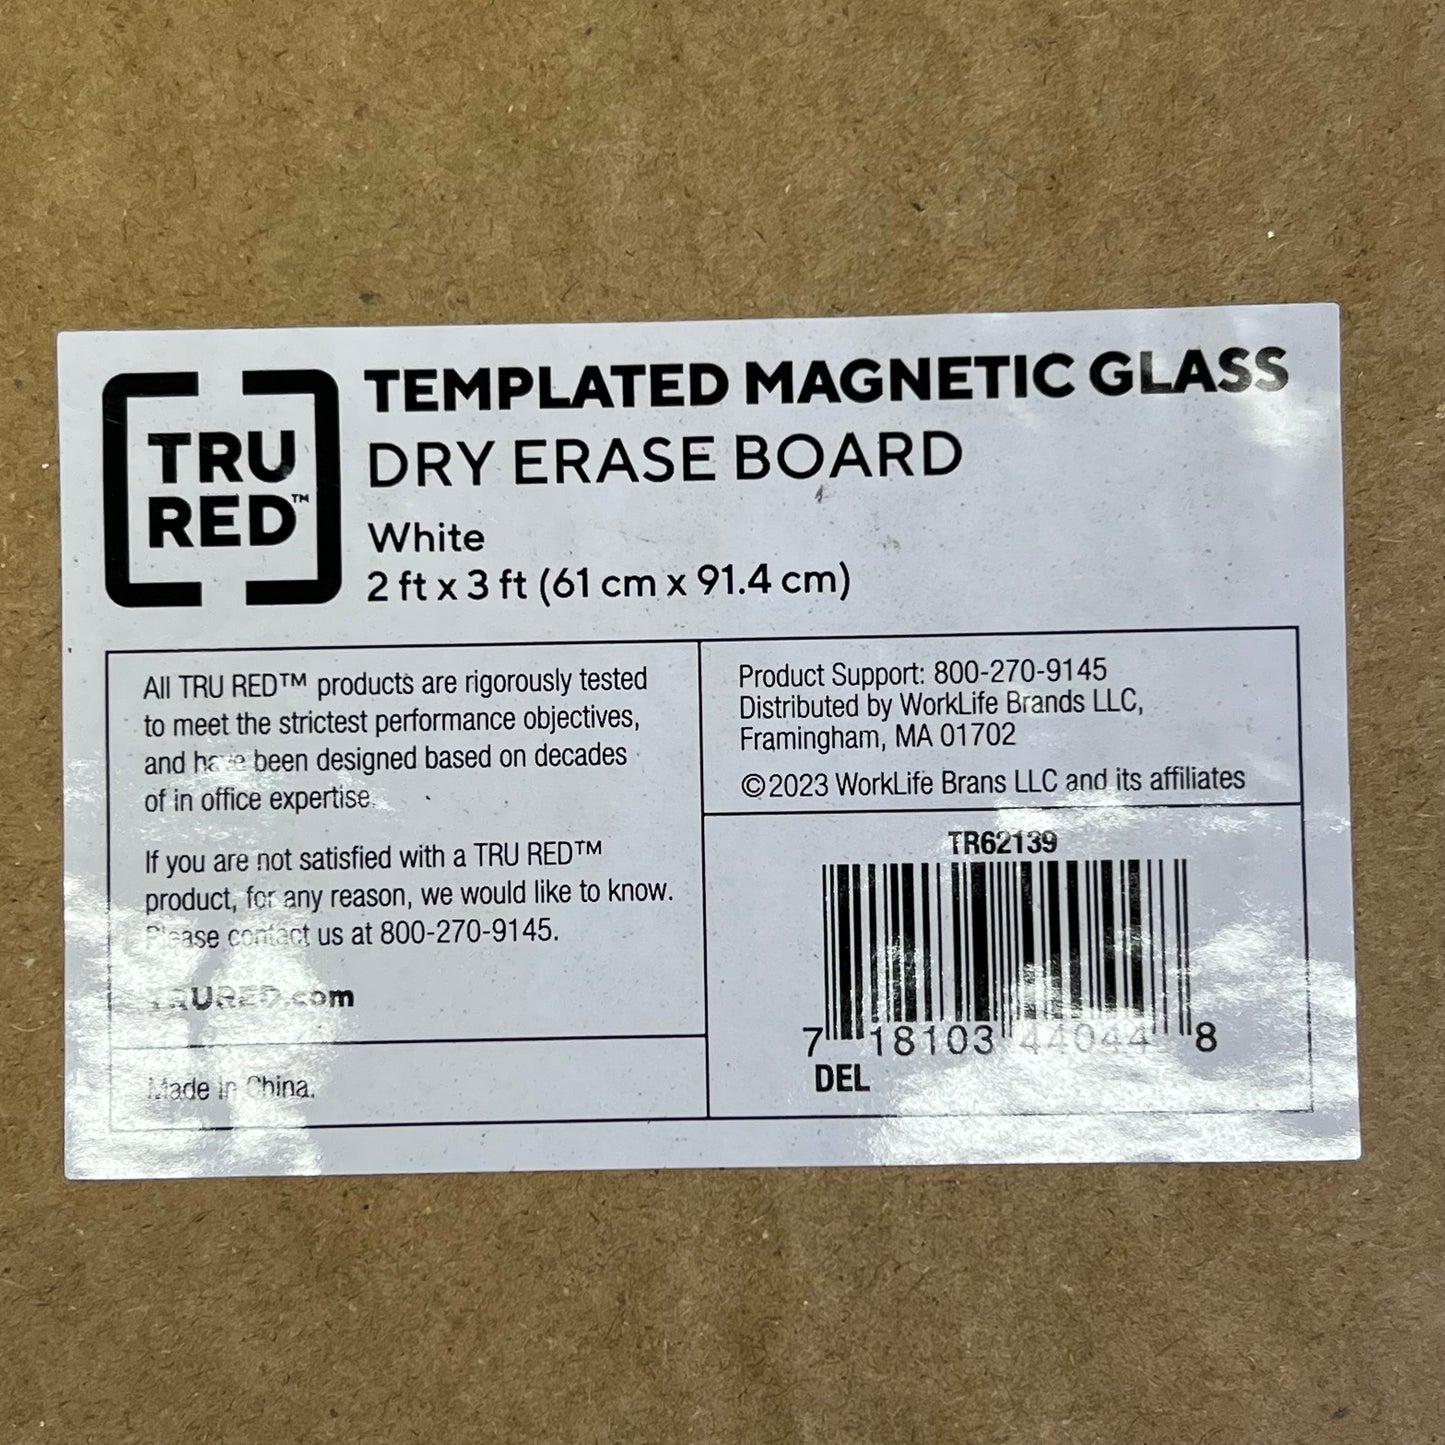 TRU
RED™
TEMPLATED MAGNETIC GLASS
DRY ERASE BOARD
White
2 ft x 3 ft (61 cm x 91.4 cm)
All TRU RED™ products are rigorously tested
to meet the strictest performance objectives,
and have been designed based on decades
of in office expertise.
If you are not satisfied with a TRU RED™
product, for any reason, we would like to know.
Please contact us at 800-270-9145.
TRURED.com
Made in China.
Product Support: 800-270-9145
Distributed by WorkLife Brands LLC,
Framingham, MA 01702
©2023 WorkLife Brans LLC and its affiliates
TR62139
7 18103 44044 8
DEL